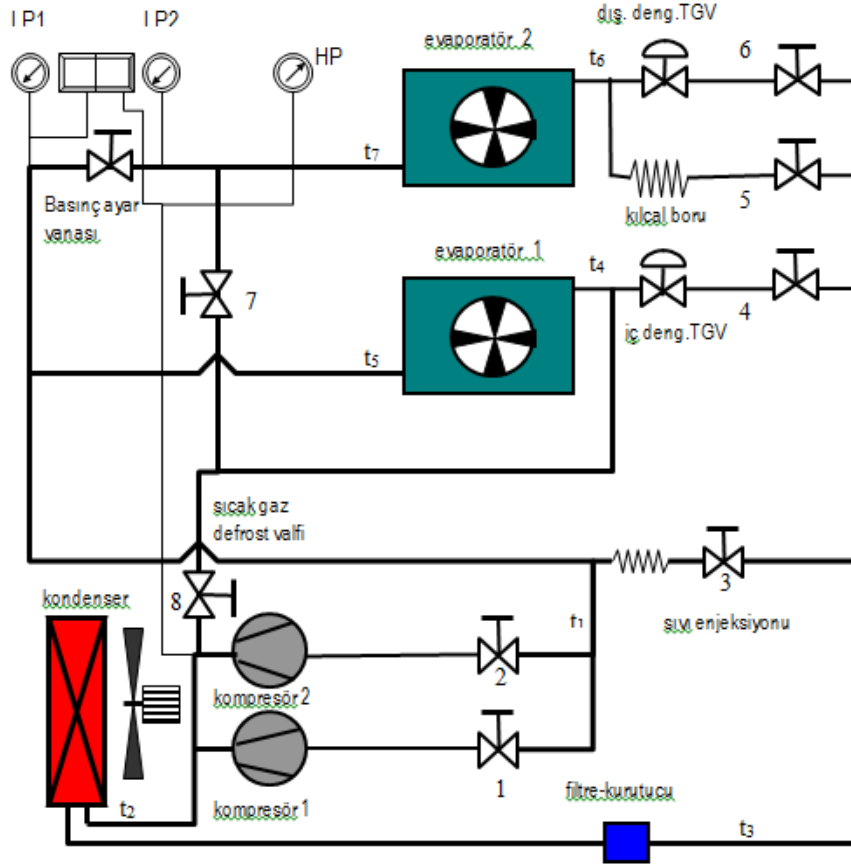 LP1
LP2
HP
evaporatör 2
dış. deng.TGV
t6
6
t7
Basınç ayar
vanası
kılcal boru
5
evaporatör 1
t4
7
iç deng.TGV
4
t5
sıcak gaz
defrost valfi
kondenser
8
3
t1
sıvı enjeksiyonu
kompresör 2
2
kompresör 1
1
filtre-kurutucu
t2
t3